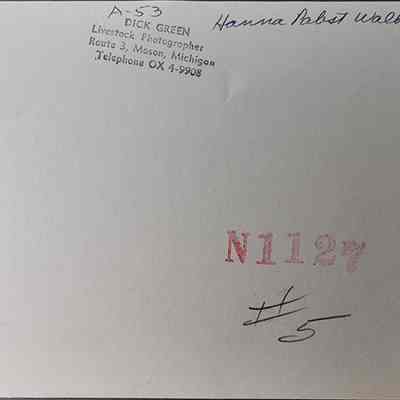 A-53
Hanna Pabst Walk
DICK GREEN
Livestock Photographer
Route 3, Mason, Michigan
Telephone OX 4-9908
N1127
#5